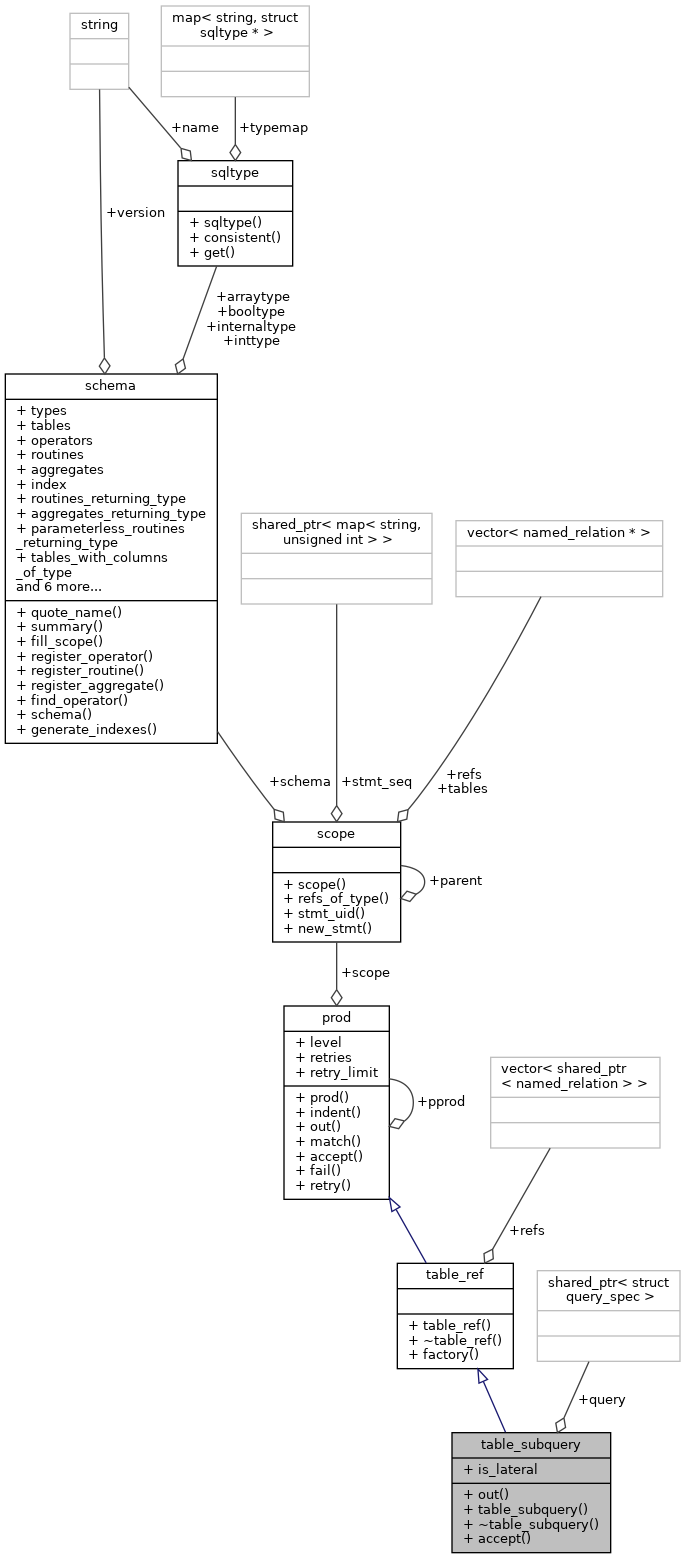 string
map< string, struct
sqltype * >
+name
+typemap
sqltype
+ sqltype()
+ consistent()
+ get()
+version
+arraytype
+booltype
+internaltype
+inttype
schema
+ types
+ tables
+ operators
+ routines
+ aggregates
+ index
+ routines_returning_type
+ aggregates_returning_type
+ parameterless_routines
_returning_type
+ tables_with_columns
_of_type
and 6 more...
+ quote_name()
+ summary()
+ fill_scope()
+ register_operator()
+ register_routine()
+ register_aggregate()
+ find_operator()
+ schema()
+ generate_indexes()
shared_ptr< map< string,
unsigned int > >
vector< named_relation * >
+schema
+stmt_seq
+refs
+tables
scope
+ scope()
+ refs_of_type()
+ stmt_uid()
+ new_stmt()
+parent
+scope
prod
+ level
+ retries
+ retry_limit
+ prod()
+ indent()
+ out()
+ match()
+ accept()
+ fail()
+ retry()
+pprod
vector< shared_ptr
< named_relation > >
+refs
table_ref
+ table_ref()
+ ~table_ref()
+ factory()
shared_ptr< struct
query_spec >
+query
table_subquery
+ is_lateral
+ out()
+ table_subquery()
+ ~table_subquery()
+ accept()